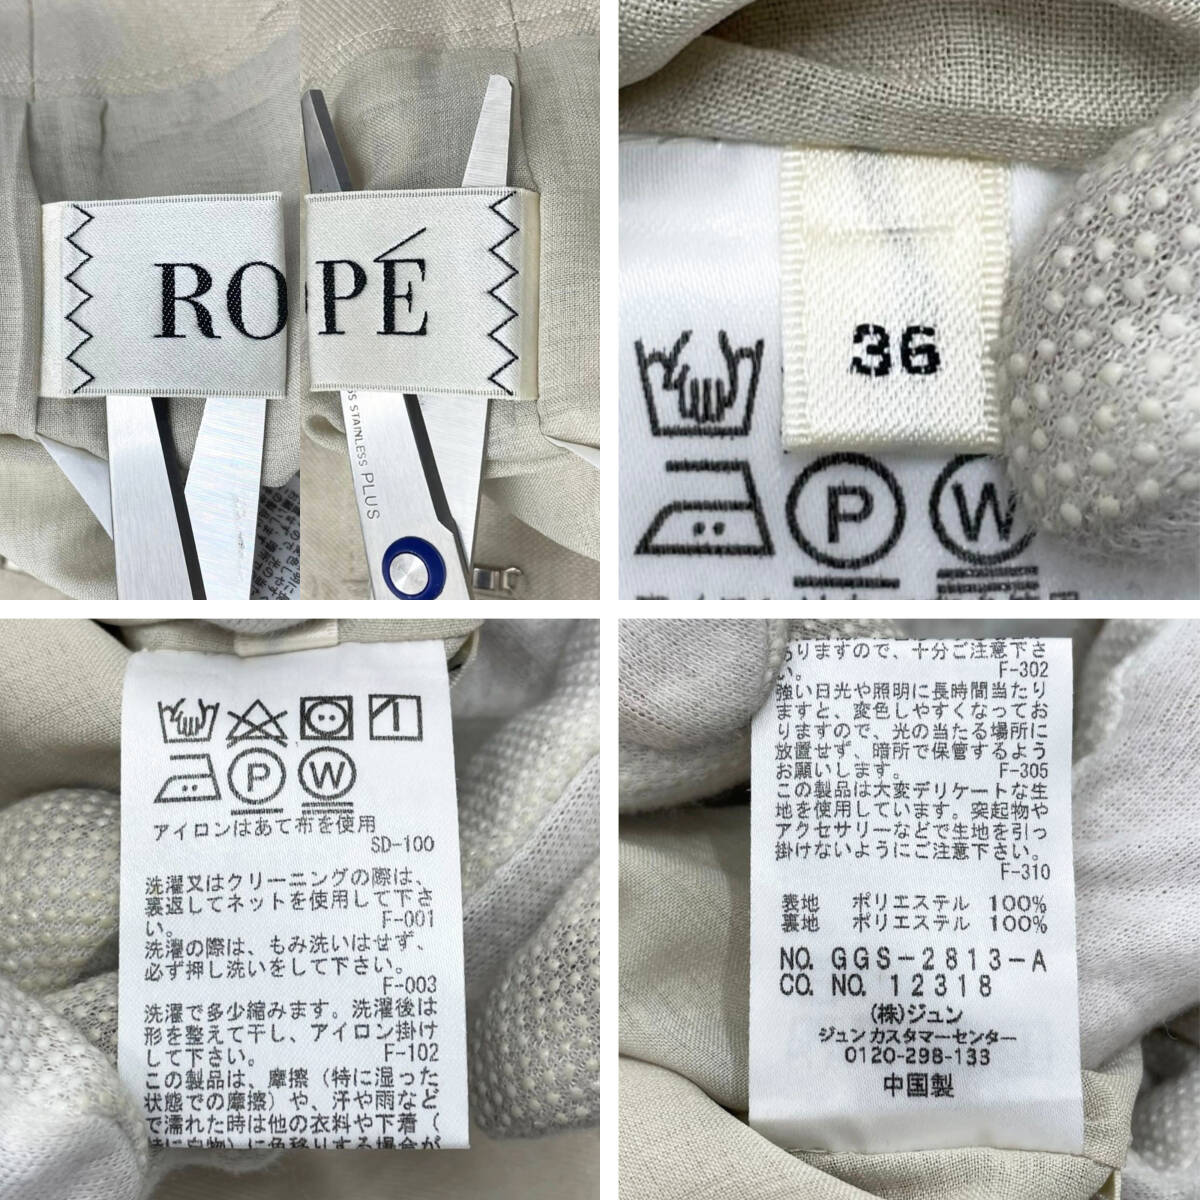 ROPÉ
STAINLESS PLUS
36
P
W
P
W
アイロンはあて布を使用
SD-100
洗濯又はクリーニングの際は、
裏返してネットを使用して下さ
い。
F-001
洗濯の際は、もみ洗いはせず、
必ず押し洗いをして下さい。
F-003
洗濯で多少縮みます。洗濯後は
形を整えて干し、アイロン掛け
して下さい。
F-102
この製品は、摩擦（特に湿った
状態での摩擦）や、汗や雨など
で濡れた時は他の衣料や下着（
特に白物）に色移りする場合が
ありますので、十分ご注意下さ
い。
F-302
強い日光や照明に長時間当たり
ますと、変色しやすくなってお
りますので、光の当たる場所に
放置せず、暗所で保管するよう
お願いします。
F-305
この製品は大変デリケートな生
地を使用しています。突起物や
アクセサリーなどで生地を引っ
掛けないようにご注意下さい。
F-310
表地 ポリエステル 100%
裏地 ポリエステル 100%
NO. GGS-2813-A
CO. NO. 12318
(株)ジュン
ジュンカスタマーセンター
0120-298-133
中国製